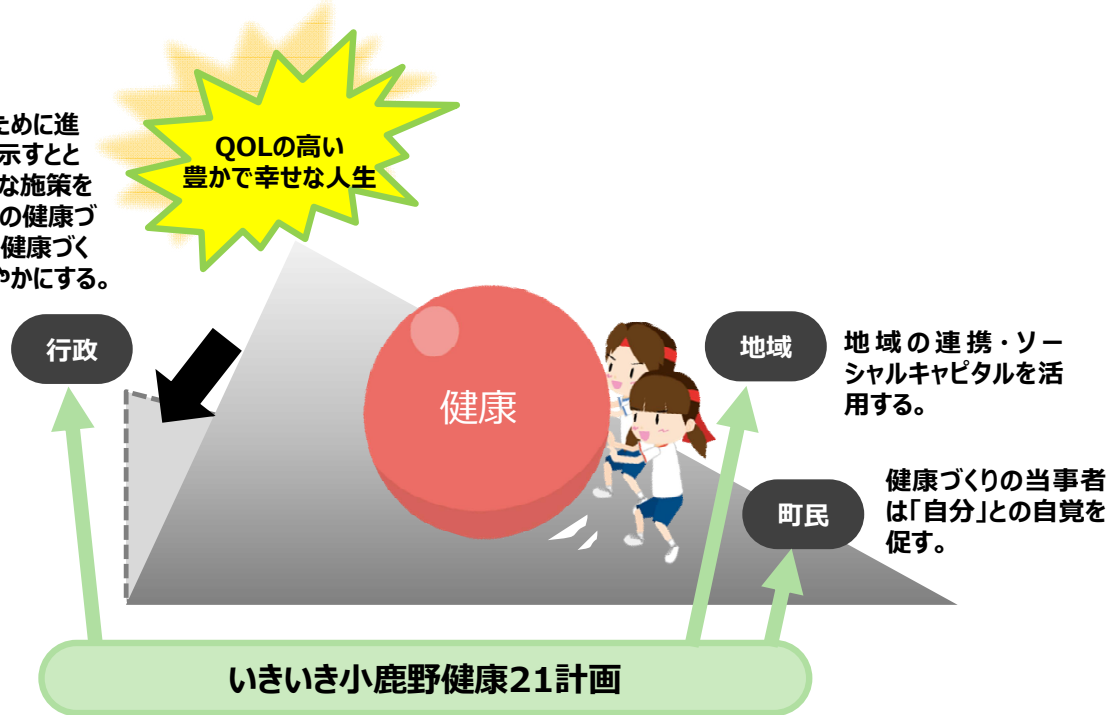 QOLの高い
豊かで幸せな人生
ために進
示すとと
な施策を
の健康づ
健康づく
やかにする。
行政
健康
地域
地域の連携・ソー
シャルキャピタルを活
用する。
町民
健康づくりの当事者
は「自分」との自覚を
促す。
いきいき小鹿野健康21計画